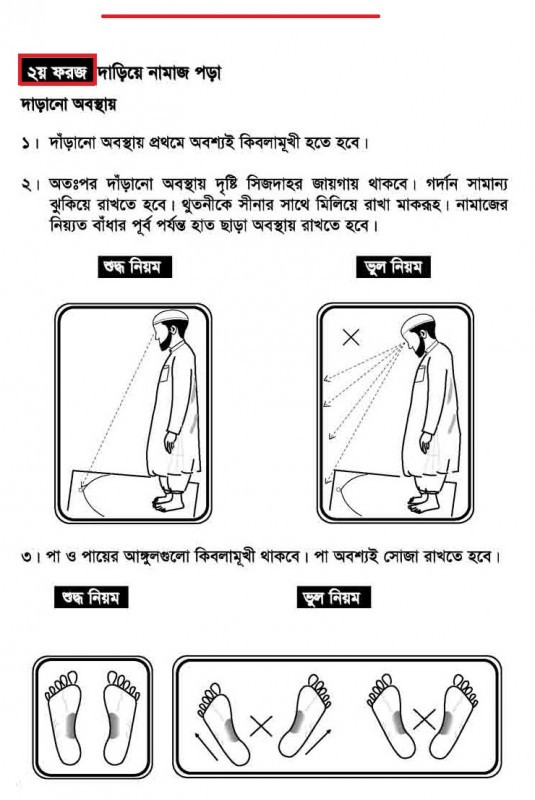 ২য় ফরজ দাড়িয়ে নামাজ পড়া
দাড়ানো অবস্থায়
১। দাঁড়ানো অবস্থায় প্রথমে অবশ্যই কিবলামূখী হতে হবে।
২। অতঃপর দাঁড়ানো অবস্থায় দৃষ্টি সিজদাহর জায়গায় থাকবে। গর্দান সামান্য
ঝুকিয়ে রাখতে হবে। থুতনীকে সীনার সাথে মিলিয়ে রাখা মাকরূহ। নামাজের
নিয়্যত বাঁধার পূর্ব পর্যন্ত হাত ছাড়া অবস্থায় রাখতে হবে।
শুদ্ধ নিয়ম
ভুল নিয়ম
৩। পা ও পায়ের আঙ্গুলগুলো কিবলামূখী থাকবে। পা অবশ্যই সোজা রাখতে হবে।
শুদ্ধ নিয়ম
ভুল নিয়ম